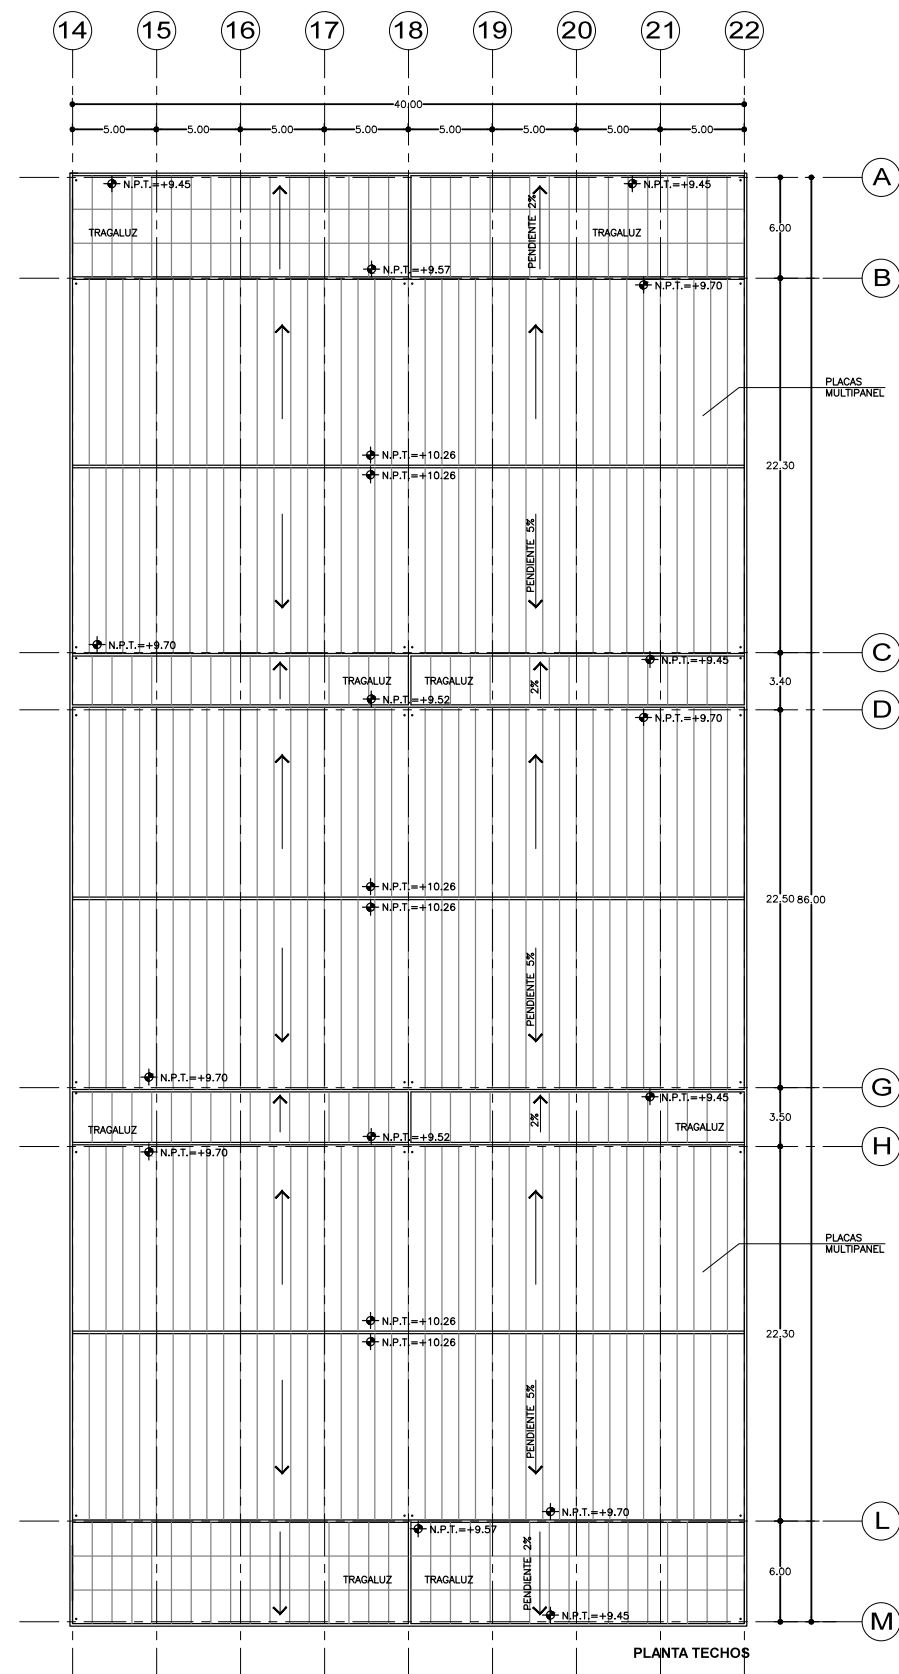 14 15 16 17 18 19 20 21 22
40.00
5.00 5.00 5.00 5.00 5.00 5.00 5.00 5.00
A
N.P.T.=+9.45 N.P.T.=+9.45
PENDIENTE 2%
6.00
TRAGALUZ TRAGALUZ
N.P.T.=+9.57
B
N.P.T.=+9.70
PLACAS
MULTIPANEL
N.P.T.=+10.26
22.30
N.P.T.=+10.26
PENDIENTE 5%
N.P.T.=+9.70
C
N.P.T.=+9.45
TRAGALUZ TRAGALUZ
2%
3.40
N.P.T.=+9.52
D
N.P.T.=+9.70
N.P.T.=+10.26
22.50 86.00
N.P.T.=+10.26
PENDIENTE 5%
N.P.T.=+9.70
G
N.P.T.=+9.45
2%
3.50
TRAGALUZ TRAGALUZ
N.P.T.=+9.52
H
N.P.T.=+9.70
PLACAS
MULTIPANEL
N.P.T.=+10.26
22.30
N.P.T.=+10.26
PENDIENTE 5%
N.P.T.=+9.70
L
N.P.T.=+9.57
PENDIENTE 2%
6.00
TRAGALUZ TRAGALUZ
N.P.T.=+9.45
M
PLANTA TECHOS